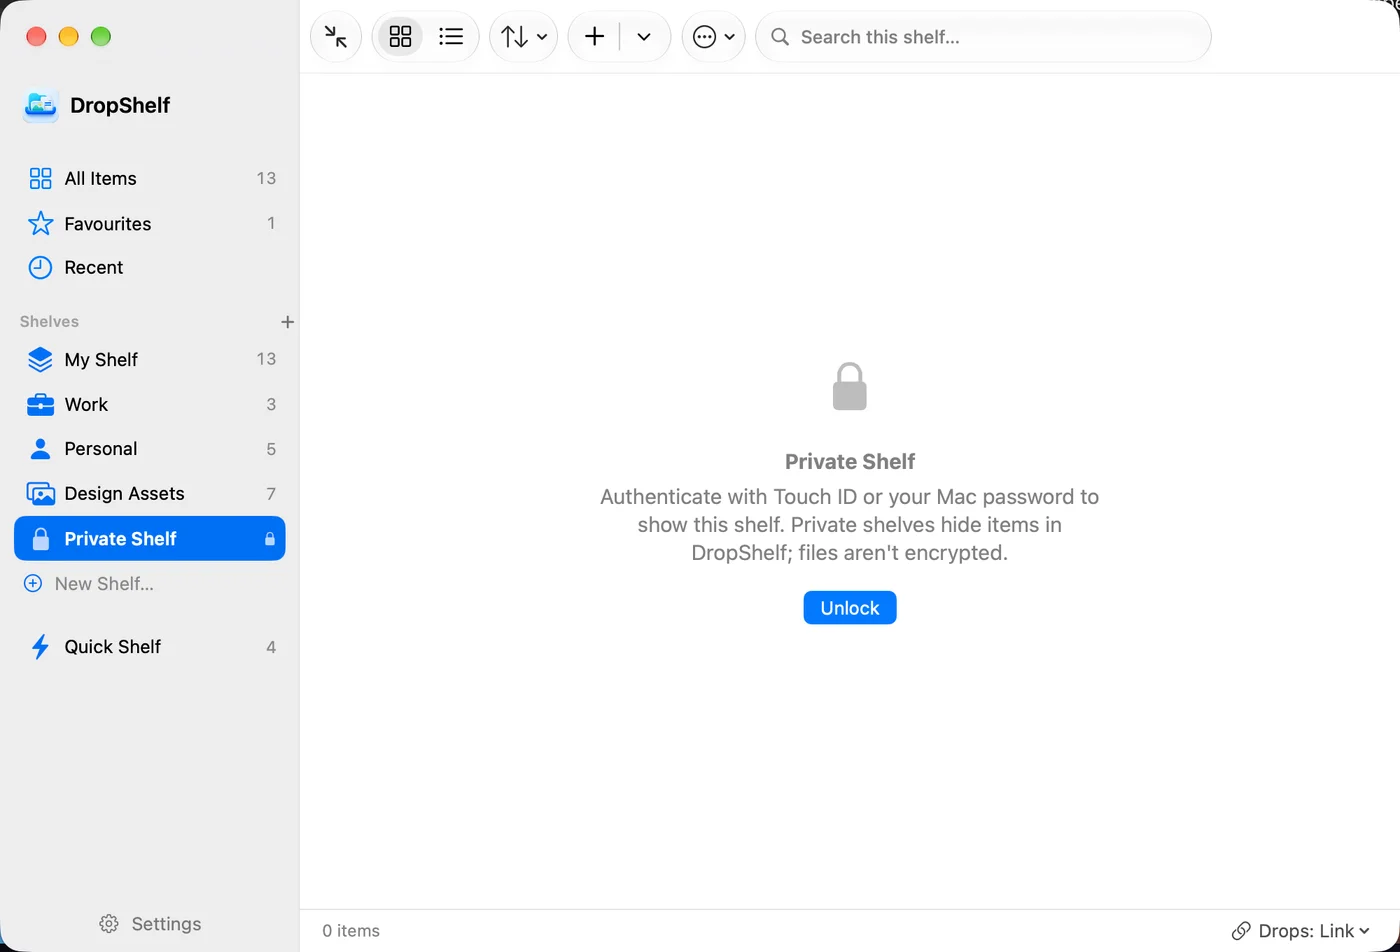 DropShelf
All Items 13
Favourites 1
Recent
Shelves
My Shelf 13
Work 3
Personal 5
Design Assets 7
Private Shelf
New Shelf...
Quick Shelf 4
Settings
Search this shelf...
Private Shelf
Authenticate with Touch ID or your Mac password to
show this shelf. Private shelves hide items in
DropShelf; files aren't encrypted.
Unlock
0 items
Drops: Link